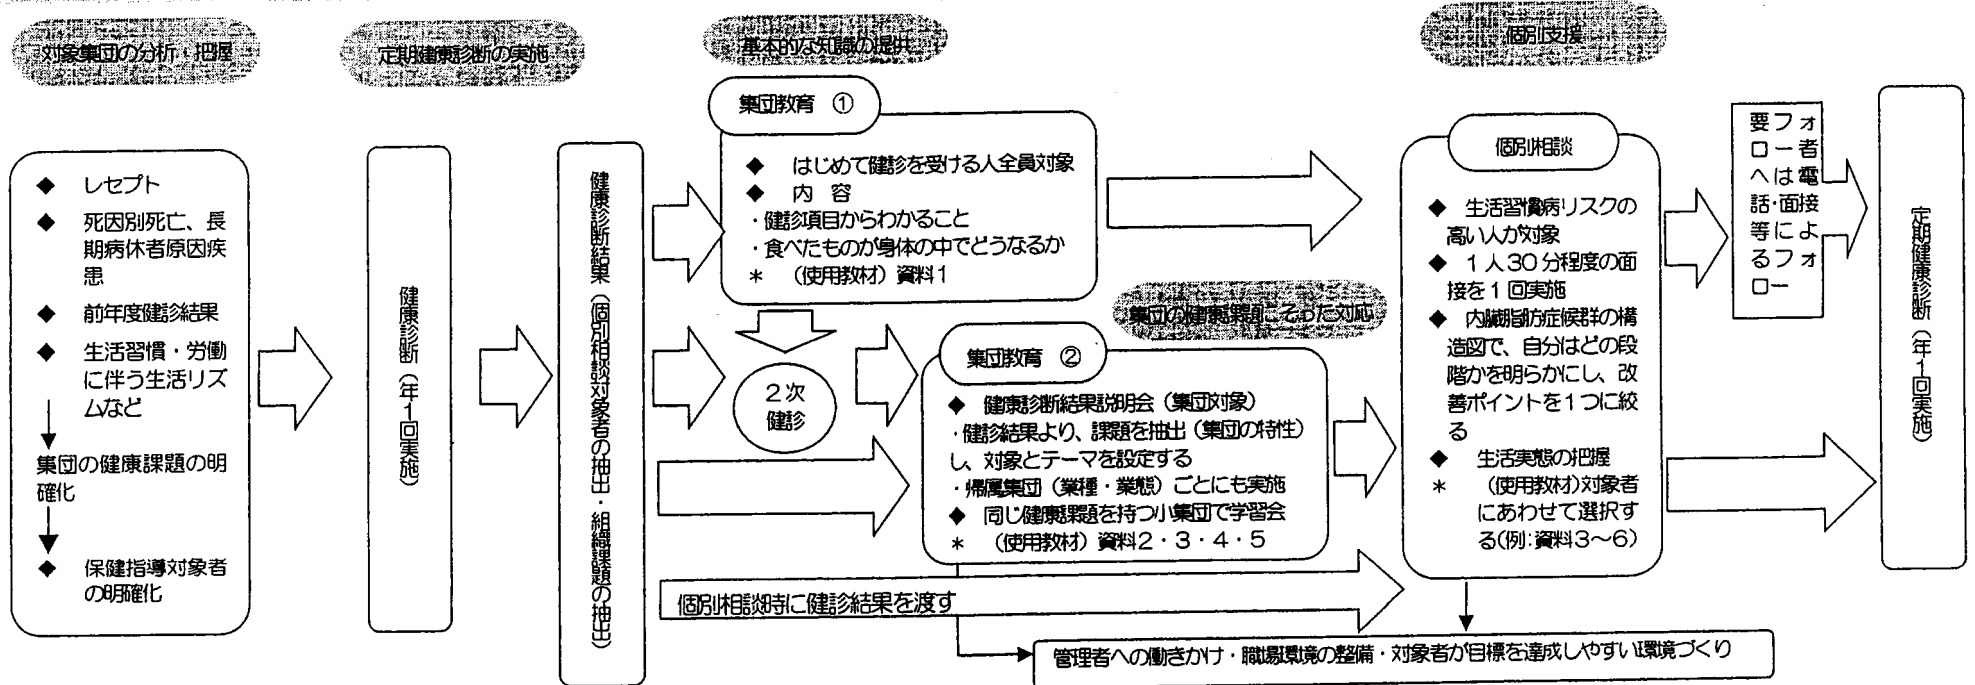 対象集団の分析・把握
定期健康診断の実施
基本的な知識の提供
個別支援
◆ レセプト
◆ 死因別死亡、長
期病休者原因疾
患
◆ 前年度健診結果
◆ 生活習慣・労働
に伴う生活リズ
ムなど
集団の健康課題の明
確化
◆ 保健指導対象者
の明確化
健康診断(年1回実施)
健康診断結果(個別相談対象者の抽出・組織課題の抽出)
集団教育 ①
◆ はじめて健診を受ける人全員対象
◆ 内 容
・健診項目からわかること
・食べたものが身体の中でどうなるか
* (使用教材)資料1
2次
健診
集団の健康課題にそった対応
集団教育 ②
◆ 健康診断結果説明会(集団対象)
・健診結果より、課題を抽出(集団の特性)
し、対象とテーマを設定する
・帰属集団(業種・業態)ごとにも実施
◆ 同じ健康課題を持つ小集団で学習会
* (使用教材)資料2・3・4・5
個別相談時に健診結果を渡す
個別相談
◆ 生活習慣病リスクの
高い人が対象
◆ 1人30分程度の面
接を1回実施
◆ 内臓脂肪症候群の構
造図で、自分はどの段
階かを明らかにし、改
善ポイントを1つに絞
る
◆ 生活実態の把握
* (使用教材)対象者
にあわせて選択す
る(例:資料3~6)
要フォ
ロー者
へは電
話・面接
等によ
るフォ
ロー
定期健康診断(年1回実施)
管理者への働きかけ・職場環境の整備・対象者が目標を達成しやすい環境づくり